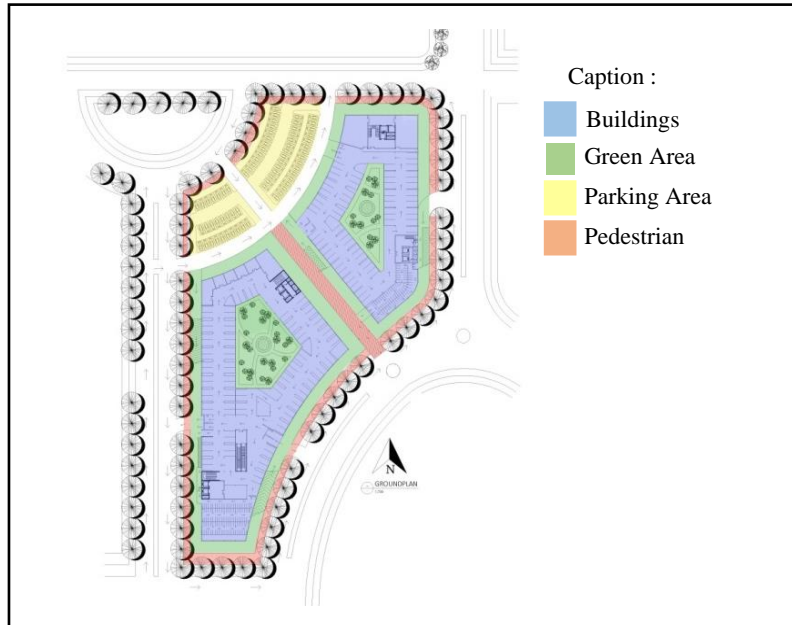 Caption :
Buildings
Green Area
Parking Area
Pedestrian
N
GROUNDPLAN